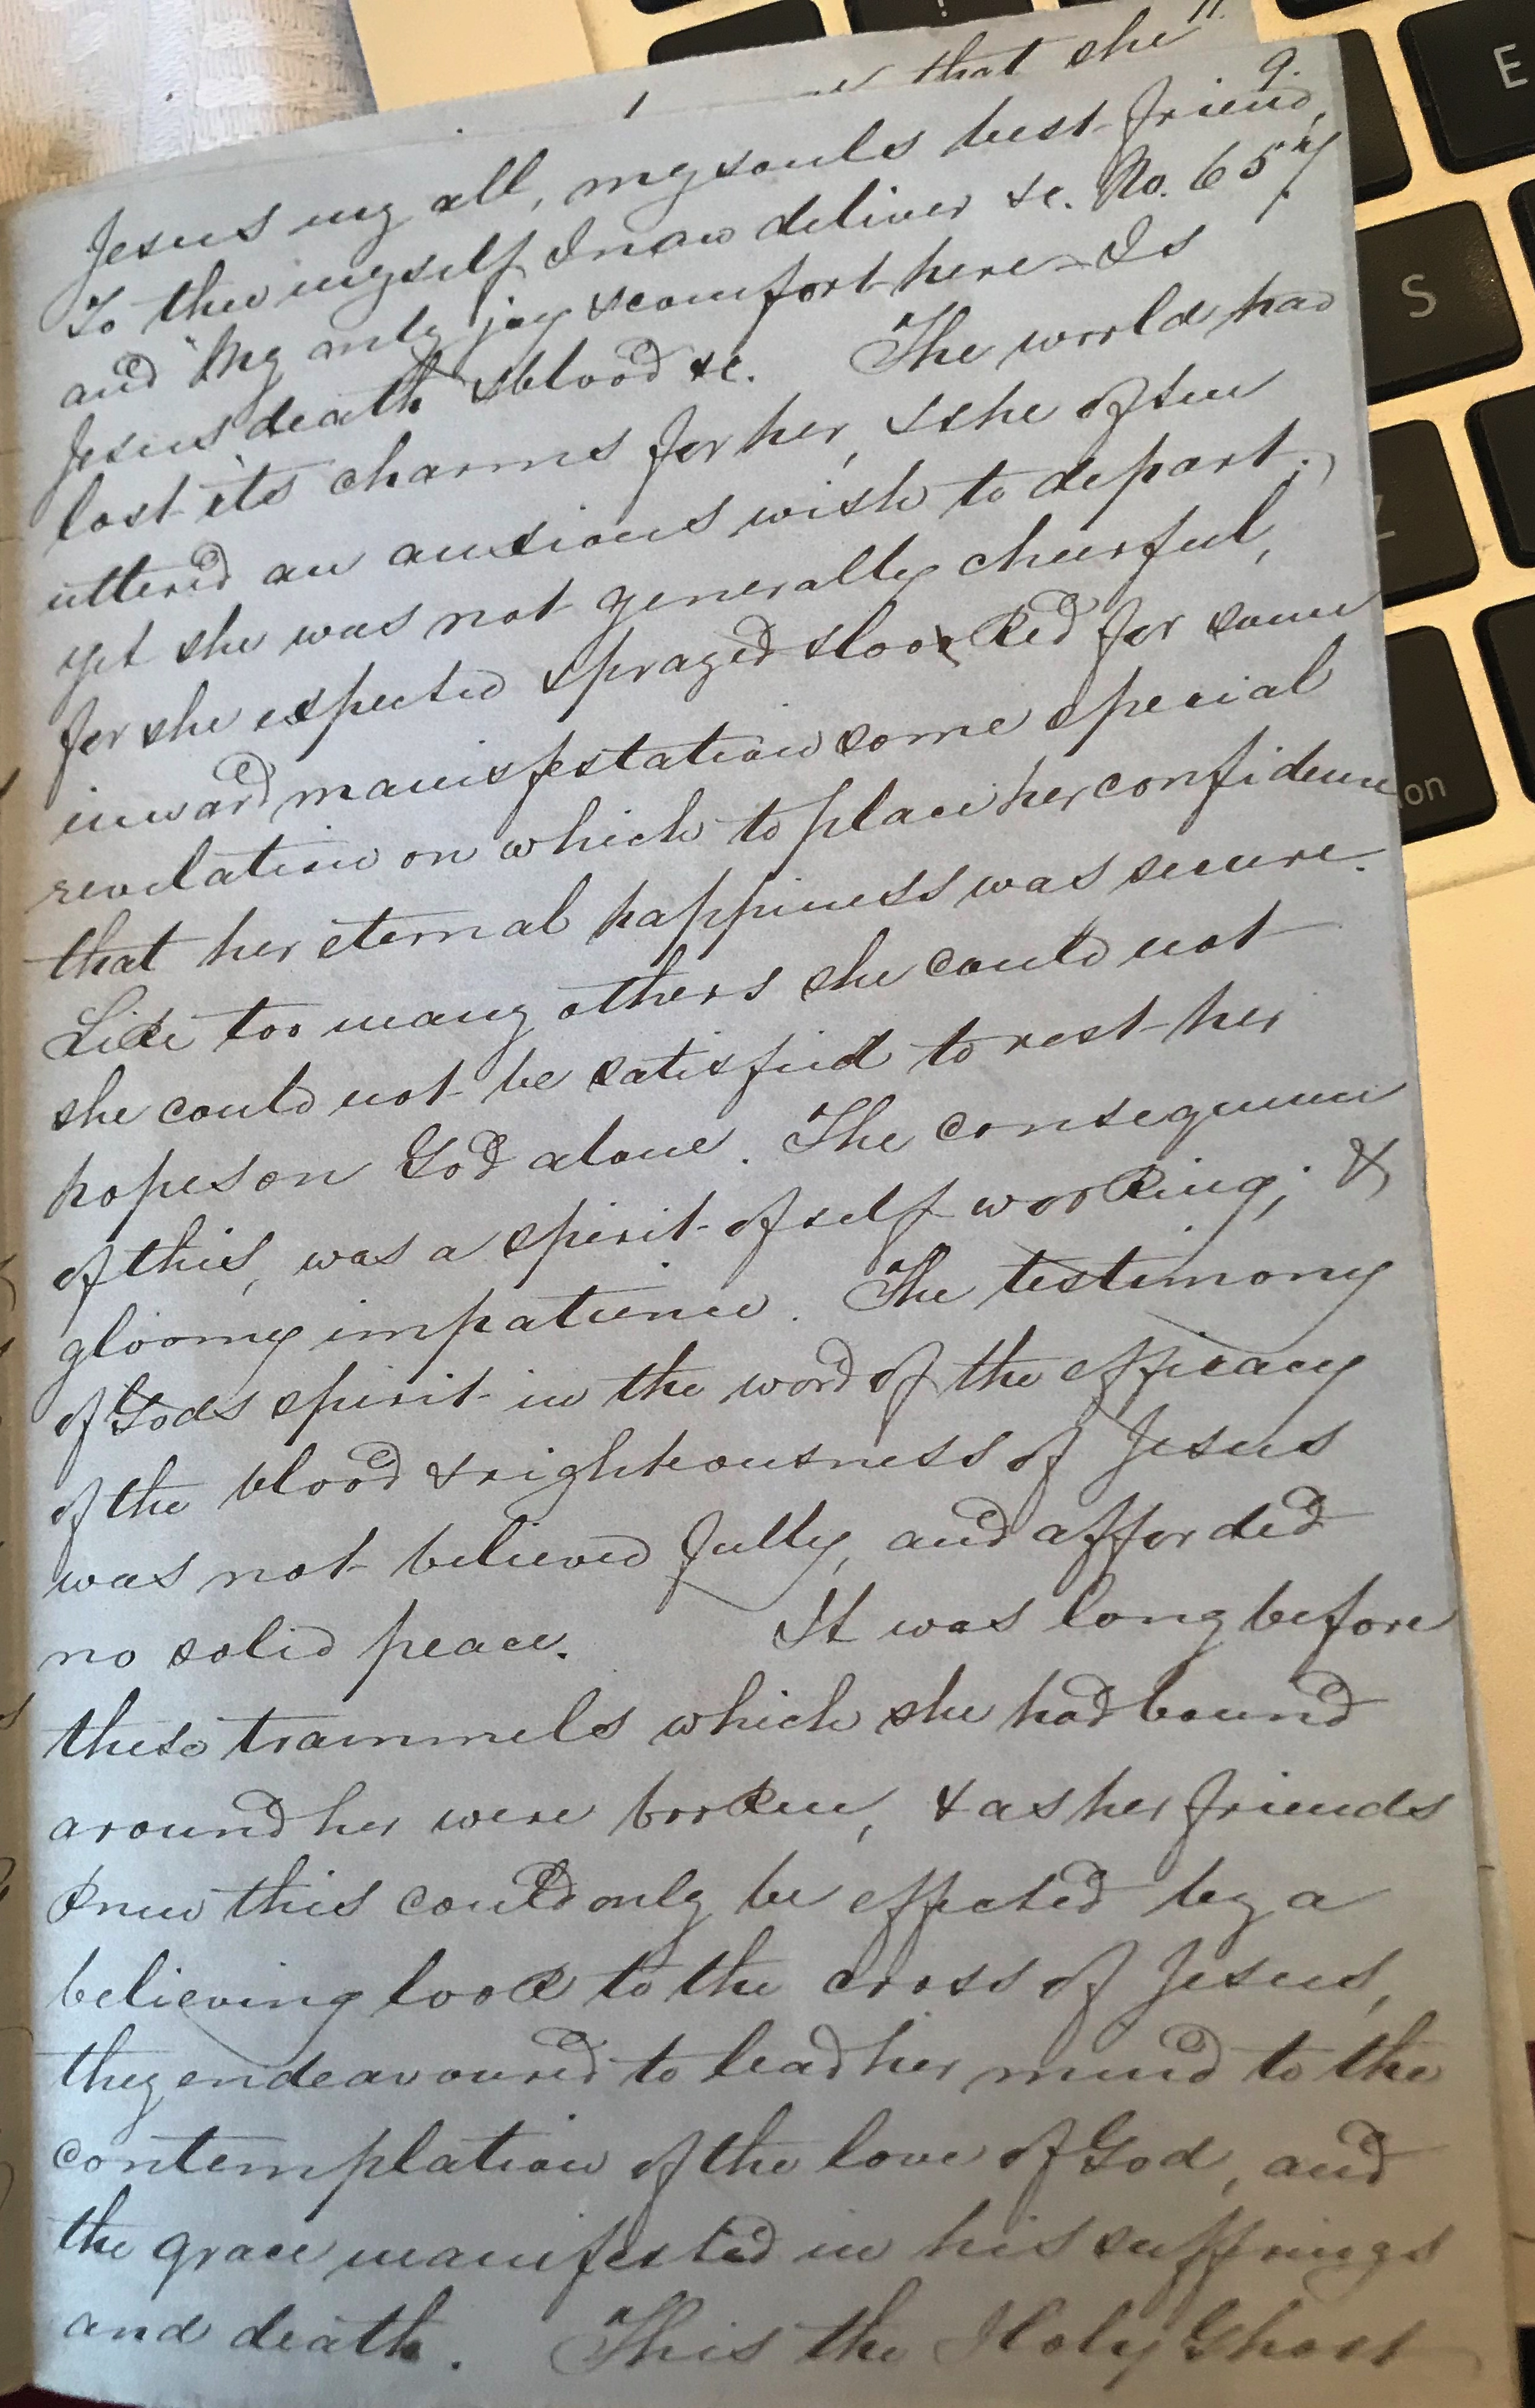 that she 11.
9.
Jesus my all, my souls best friend,
To thee myself I now deliver &c. No. 657.
and "My only joy & comfort here – Is
Jesus' death & blood &c. The world had
lost it's charms for her, & she often
uttered an anxious wish to depart.,
yet she was not generally cheerful,
for she expected & prayed & looked for some
inward manisfestation some special
revelation on which to place her confidence
that her eternal happiness was secure.
Like too many others she could not
she could not be satisfied to rest her
hopes on God alone. The consequence
of this, was a spirit of self working; &
gloomy impatience. The testimony
of Gods spirit in the word of the efficacy
of the blood & righteousness of Jesus
was not believed fully, and afforded
no solid peace. It was long before
these trammels which she had bound
around her were broken, & as her friends
knew this could only be effected by a
believing look to the cross of Jesus,
they endeavoured to lead her mind to the
contemplation of the love of God, and
the grace manifested in his suffrings
and death. This the Holy Ghost
E
S
Z
on